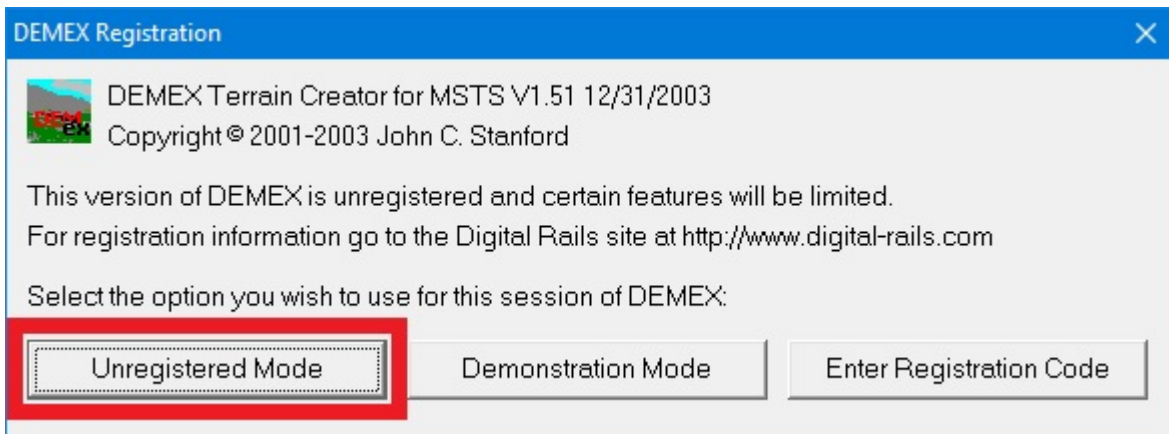 DEMEX Registration
DEMEX Terrain Creator for MSTS V1.51 12/31/2003
DEMex
Copyright © 2001-2003 John C. Stanford
This version of DEMEX is unregistered and certain features will be limited.
For registration information go to the Digital Rails site at http://www.digital-rails.com
Select the option you wish to use for this session of DEMEX:
Unregistered Mode Demonstration Mode Enter Registration Code